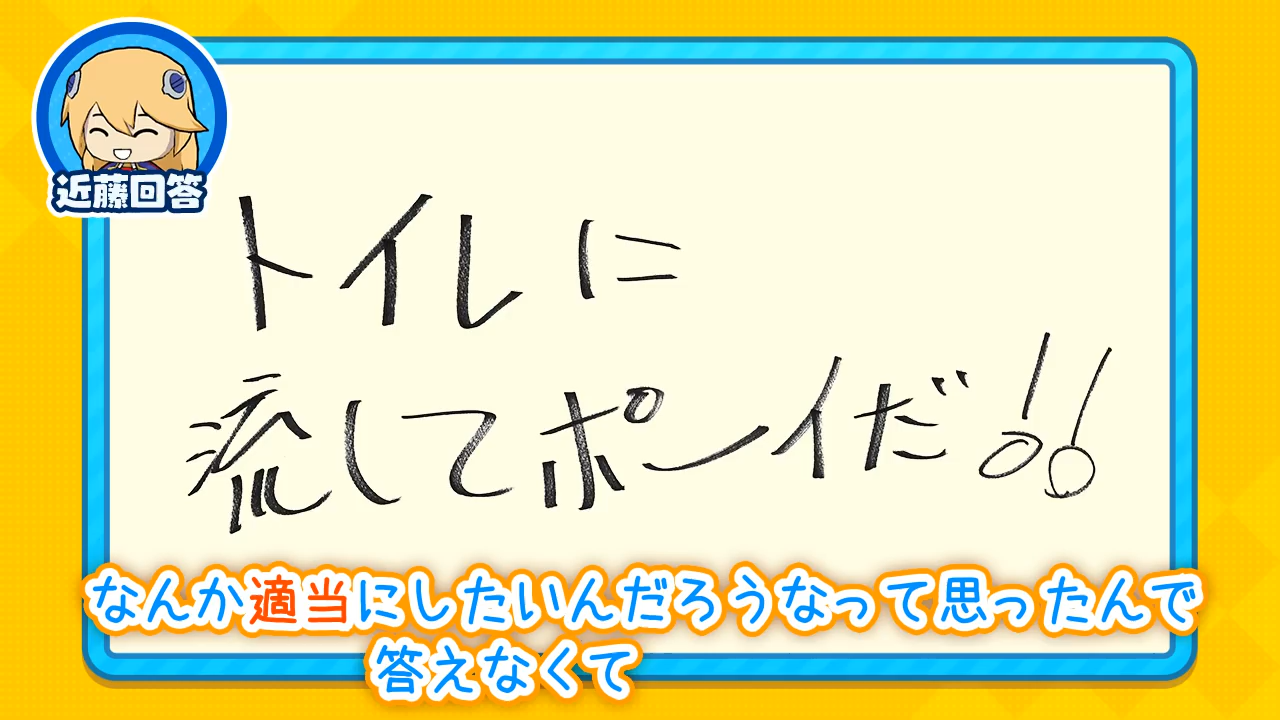 近藤回答
トイレに
流してポーイだ!!
なんか適当にしたいんだろうなって思ったんで
答えなくて